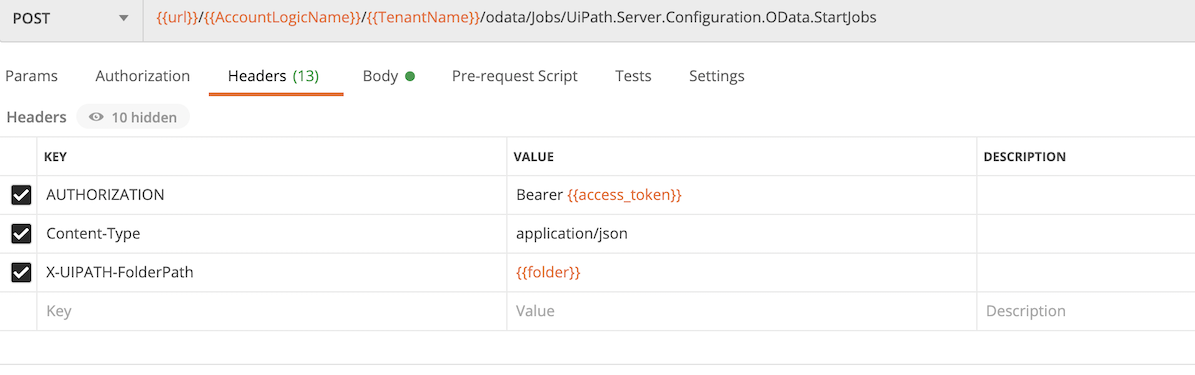 POST {{url}}/{{AccountLogicName}}/{{TenantName}}/odata/Jobs/UiPath.Server.Configuration.OData.StartJobs
Params Authorization Headers (13) Body Pre-request Script Tests Settings
Headers 10 hidden
KEY VALUE DESCRIPTION
AUTHORIZATION Bearer {{access_token}}
Content-Type application/json
X-UIPATH-FolderPath {{folder}}
Key Value Description